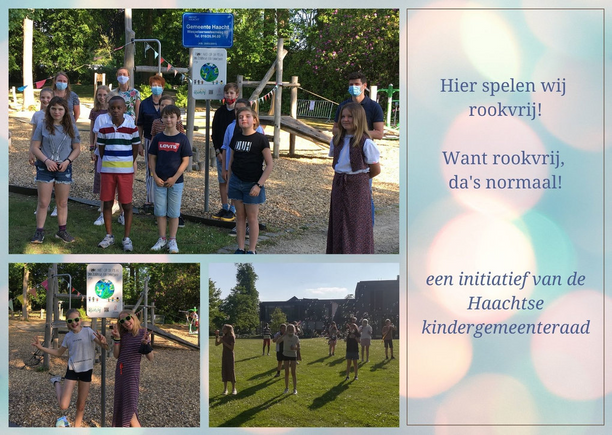 Gemeente Haacht
LEVI'S
Hier spelen wij
rookvrij!
Want rookvrij,
da's normaal!
een initiatief van de
Haachtse
kindergemeenteraad